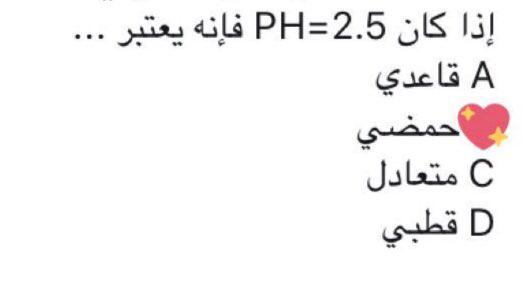 إذا كان PH=2.5 فإنه يعتبر ...
A قاعدي
💖حمضي
C متعادل
D قطبي